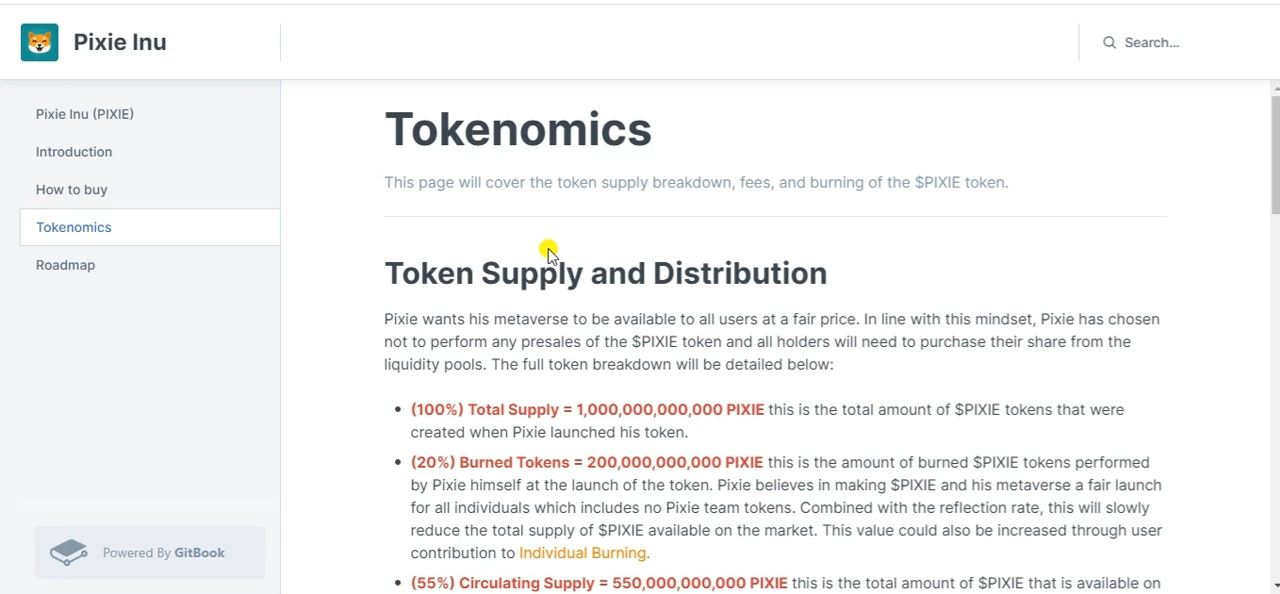 Pixie Inu
Search...
Pixie Inu (PIXIE)
Introduction
How to buy
Tokenomics
Roadmap
Powered By GitBook
Tokenomics
This page will cover the token supply breakdown, fees, and burning of the $PIXIE token.
Token Supply and Distribution
Pixie wants his metaverse to be available to all users at a fair price. In line with this mindset, Pixie has chosen
not to perform any presales of the $PIXIE token and all holders will need to purchase their share from the
liquidity pools. The full token breakdown will be detailed below:
• (100%) Total Supply = 1,000,000,000,000 PIXIE this is the total amount of $PIXIE tokens that were
created when Pixie launched his token.
• (20%) Burned Tokens = 200,000,000,000 PIXIE this is the amount of burned $PIXIE tokens performed
by Pixie himself at the launch of the token. Pixie believes in making $PIXIE and his metaverse a fair launch
for all individuals which includes no Pixie team tokens. Combined with the reflection rate, this will slowly
reduce the total supply of $PIXIE available on the market. This value could also be increased through user
contribution to Individual Burning.
• (55%) Circulating Supply = 550,000,000,000 PIXIE this is the total amount of $PIXIE that is available on